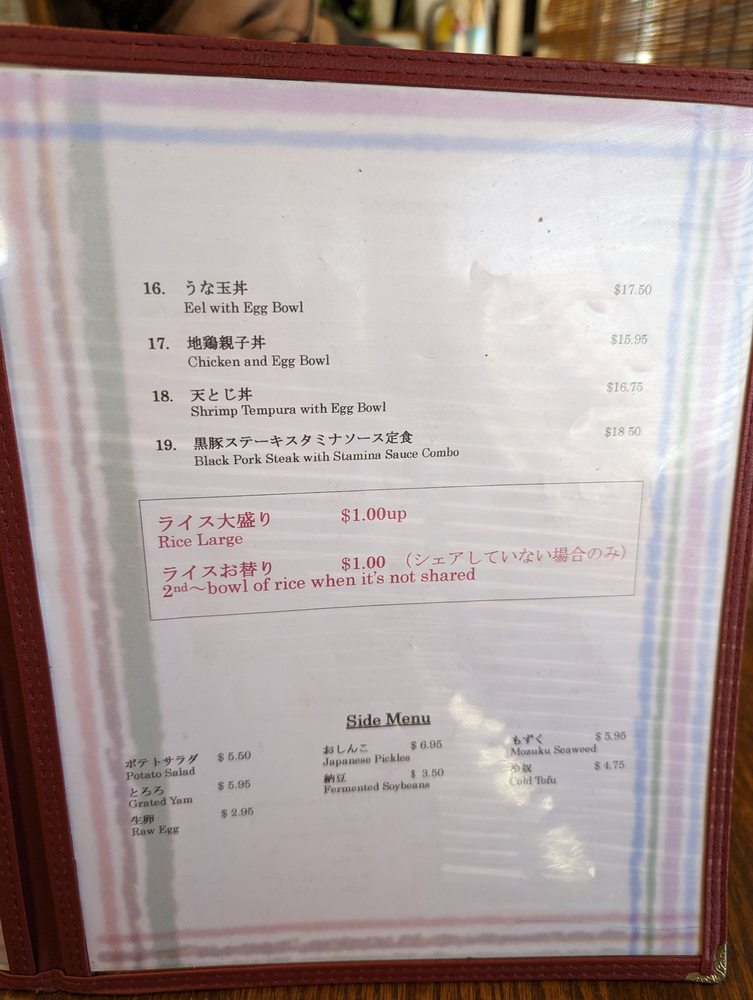 16. うな玉丼 $17.50
Eel with Egg Bowl
17. 地鶏親子丼 $15.95
Chicken and Egg Bowl
18. 天とじ丼 $16.75
Shrimp Tempura with Egg Bowl
19. 黒豚ステーキスタミナソース定食 $18.50
Black Pork Steak with Stamina Sauce Combo
ライス大盛り $1.00up
Rice Large
ライスお替り $1.00 （シェアしていない場合のみ）
2nd～bowl of rice when it's not shared
Side Menu
ポテトサラダ $ 5.50
Potato Salad
とろろ $ 5.95
Grated Yam
生卵 $ 2.95
Raw Egg
おしんこ $ 6.95
Japanese Pickles
納豆 $ 3.50
Fermented Soybeans
もずく $ 5.95
Mozuku Seaweed
冷奴 $ 4.75
Cold Tofu